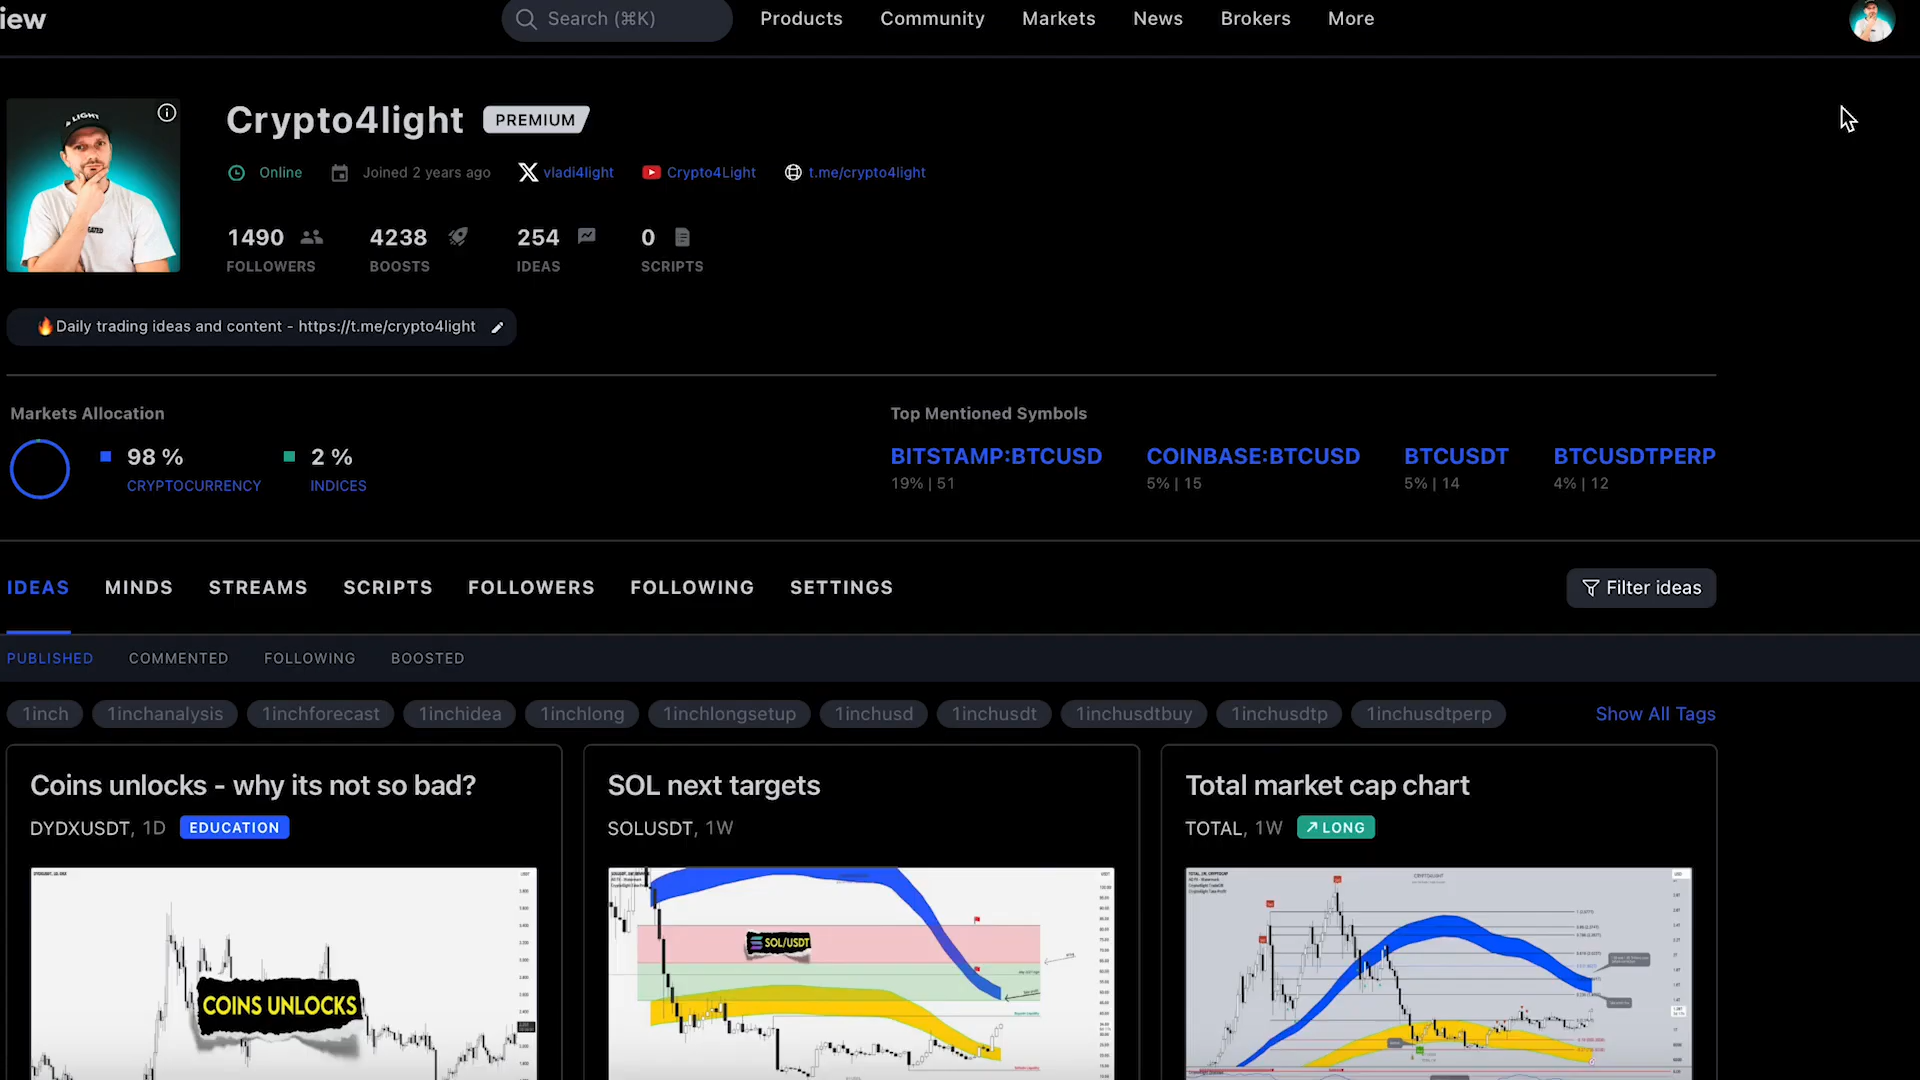 iew
Search (⌘K)
Products
Community
Markets
News
Brokers
More
LIGHT
Crypto4light
PREMIUM
Online
Joined 2 years ago
vladi4light
Crypto4Light
t.me/crypto4light
1490
4238
254
0
FOLLOWERS
BOOSTS
IDEAS
SCRIPTS
🔥Daily trading ideas and content - https://t.me/crypto4light
Markets Allocation
98 %
CRYPTOCURRENCY
2 %
INDICES
Top Mentioned Symbols
BITSTAMP:BTCUSD
19% | 51
COINBASE:BTCUSD
5% | 15
BTCUSDT
5% | 14
BTCUSDTPERP
4% | 12
IDEAS
MINDS
STREAMS
SCRIPTS
FOLLOWERS
FOLLOWING
SETTINGS
Filter ideas
PUBLISHED
COMMENTED
FOLLOWING
BOOSTED
1inch
1inchanalysis
1inchforecast
1inchidea
1inchlong
1inchlongsetup
1inchusd
1inchusdt
1inchusdtbuy
1inchusdtp
1inchusdtperp
Show All Tags
Coins unlocks - why its not so bad?
DYDXUSDT, 1D
EDUCATION
COINS UNLOCKS
SOL next targets
SOLUSDT, 1W
SOL/USDT
Total market cap chart
TOTAL, 1W
LONG
CRYPTO4LIGHT